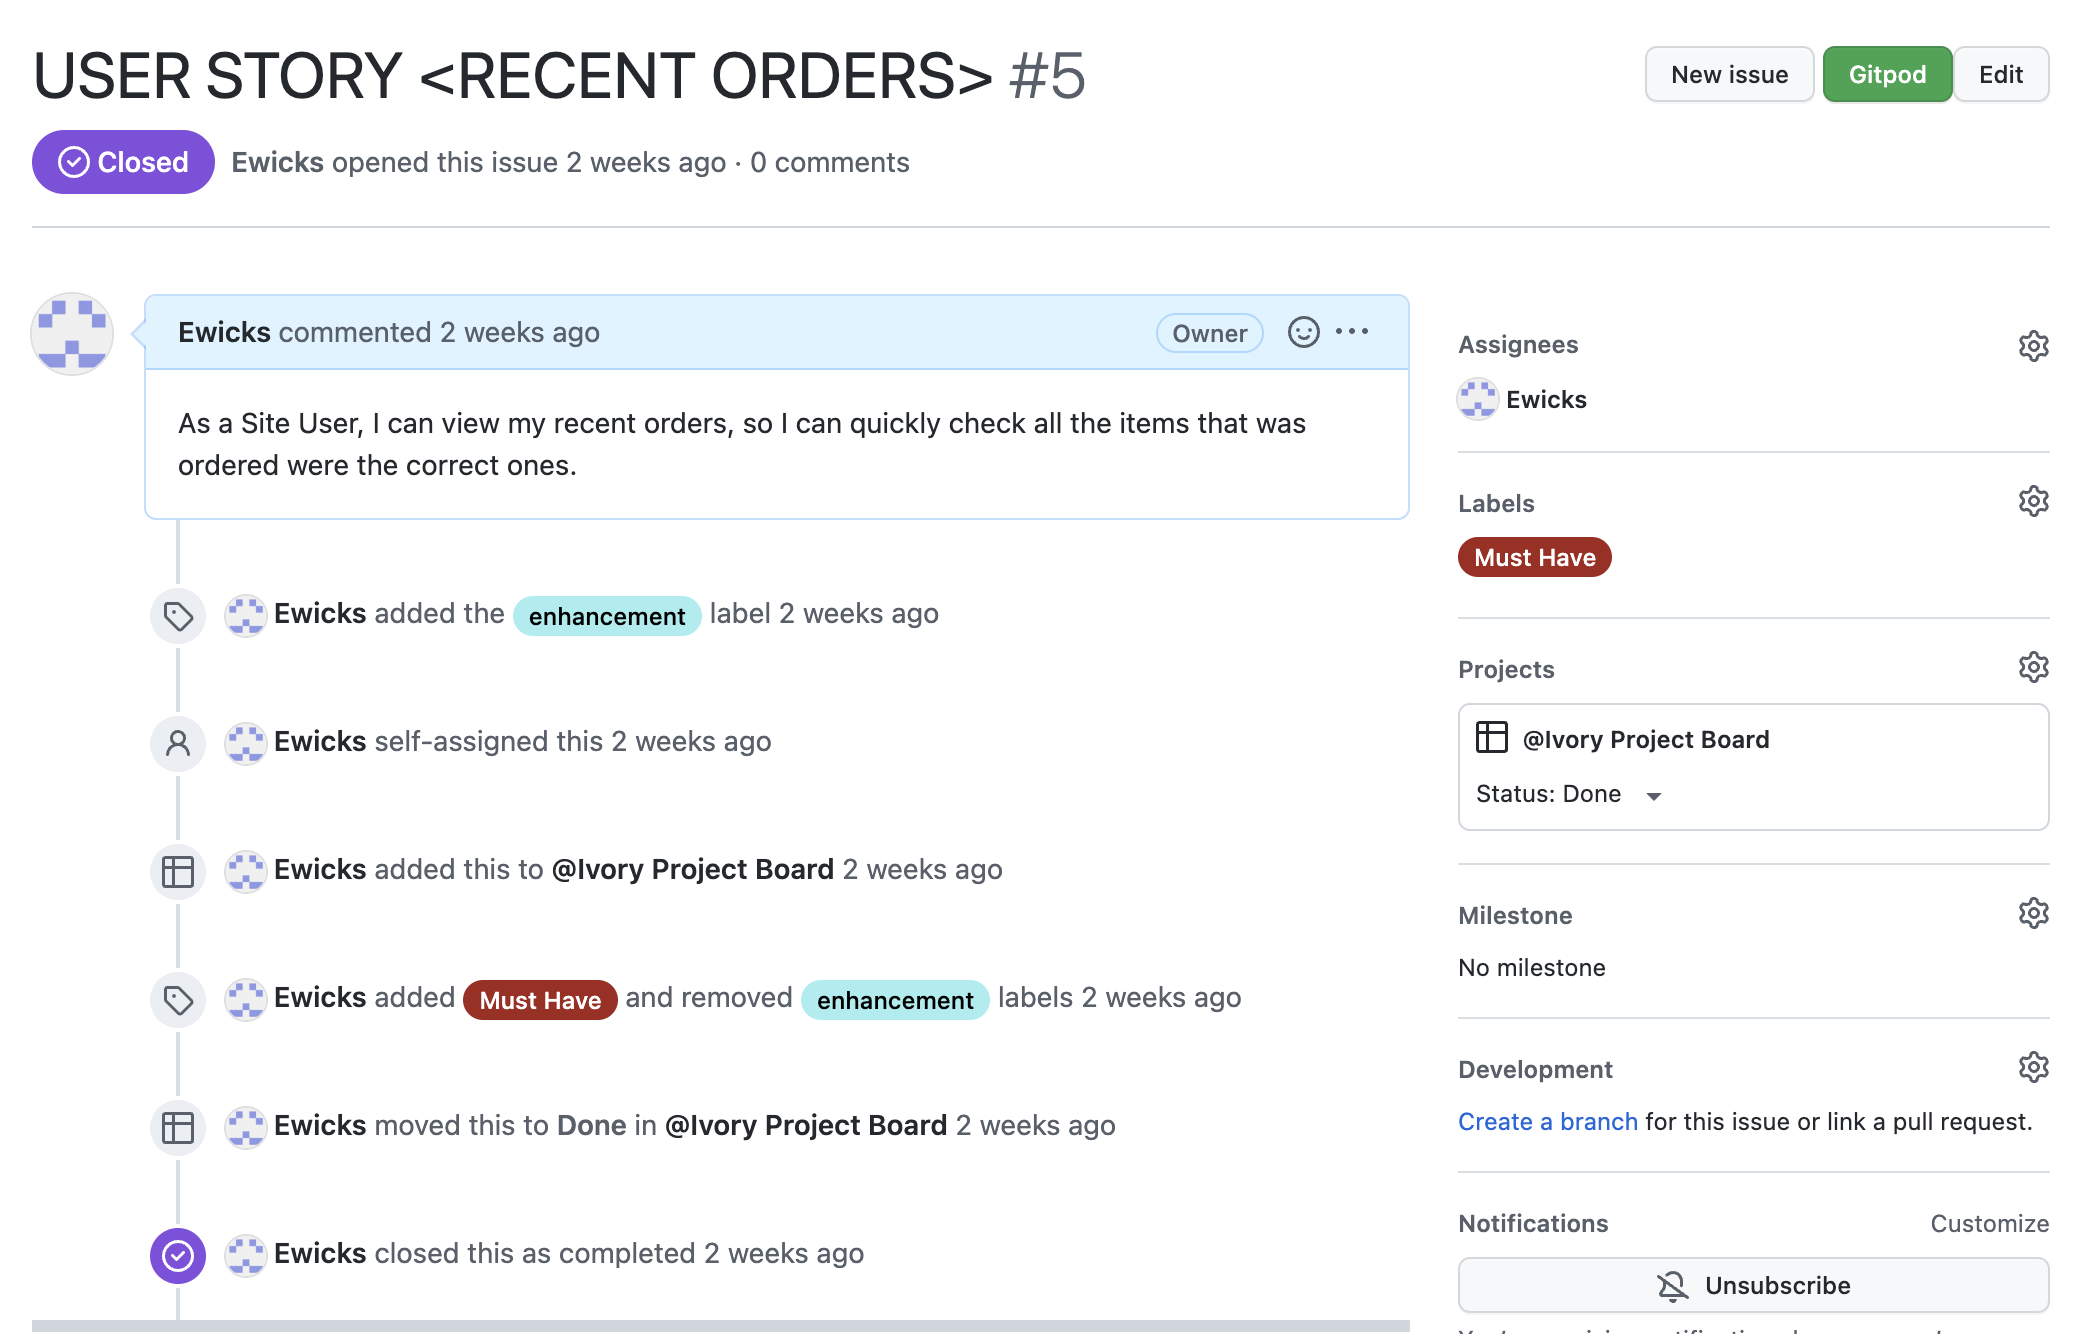 USER STORY <RECENT ORDERS> #5
New issue
Gitpod
Edit
Closed
Ewicks opened this issue 2 weeks ago · 0 comments
Ewicks commented 2 weeks ago
Owner
As a Site User, I can view my recent orders, so I can quickly check all the items that was
ordered were the correct ones.
Ewicks added the enhancement label 2 weeks ago
Ewicks self-assigned this 2 weeks ago
Ewicks added this to @Ivory Project Board 2 weeks ago
Ewicks added Must Have and removed enhancement labels 2 weeks ago
Ewicks moved this to Done in @Ivory Project Board 2 weeks ago
Ewicks closed this as completed 2 weeks ago
Assignees
Ewicks
Labels
Must Have
Projects
@Ivory Project Board
Status: Done
Milestone
No milestone
Development
Create a branch for this issue or link a pull request.
Notifications
Customize
Unsubscribe